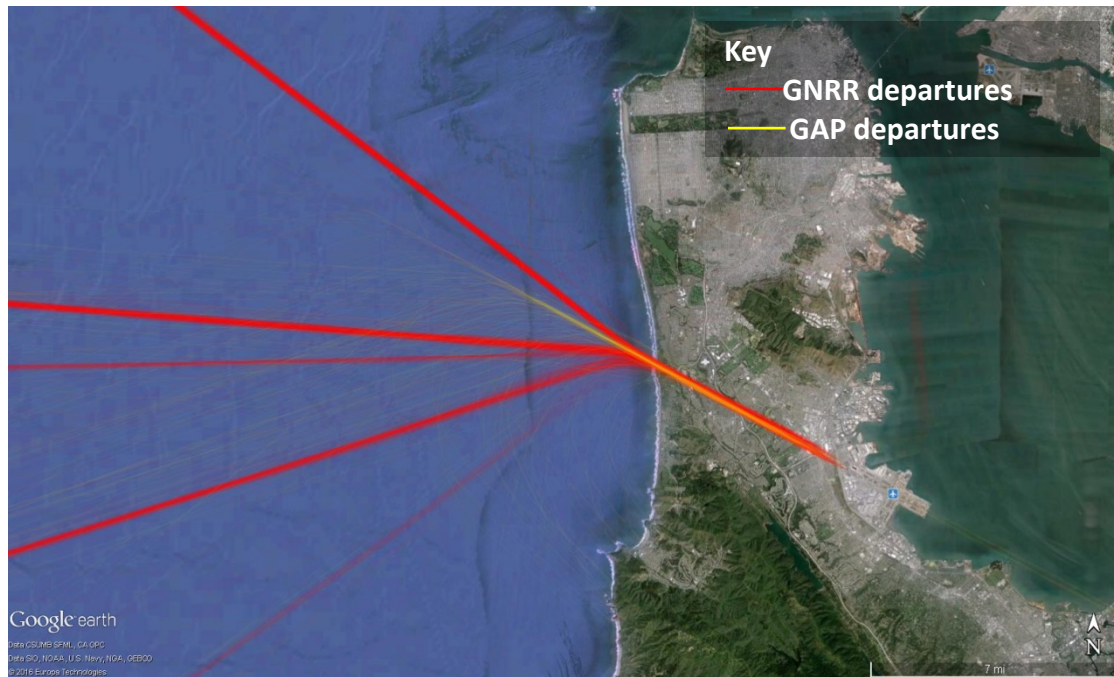 Key
GNRR departures
GAP departures
Google earth
Data CSUMB SFML, CA OPC
Data SIO, NOAA, U.S. Navy, NGA, GEBCO
© 2016 Europa Technologies
N
7 mi